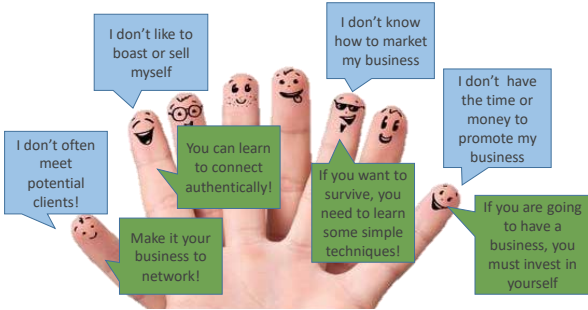 I don't like to
boast or sell
myself
I don't know
how to market
my business
I don't have
the time or
money to
promote my
business
I don't often
meet
potential
clients!
You can learn
to connect
authentically!
If you want to
survive, you
need to learn
some simple
techniques!
If you are going
to have a
business, you
must invest in
yourself
Make it your
business to
network!